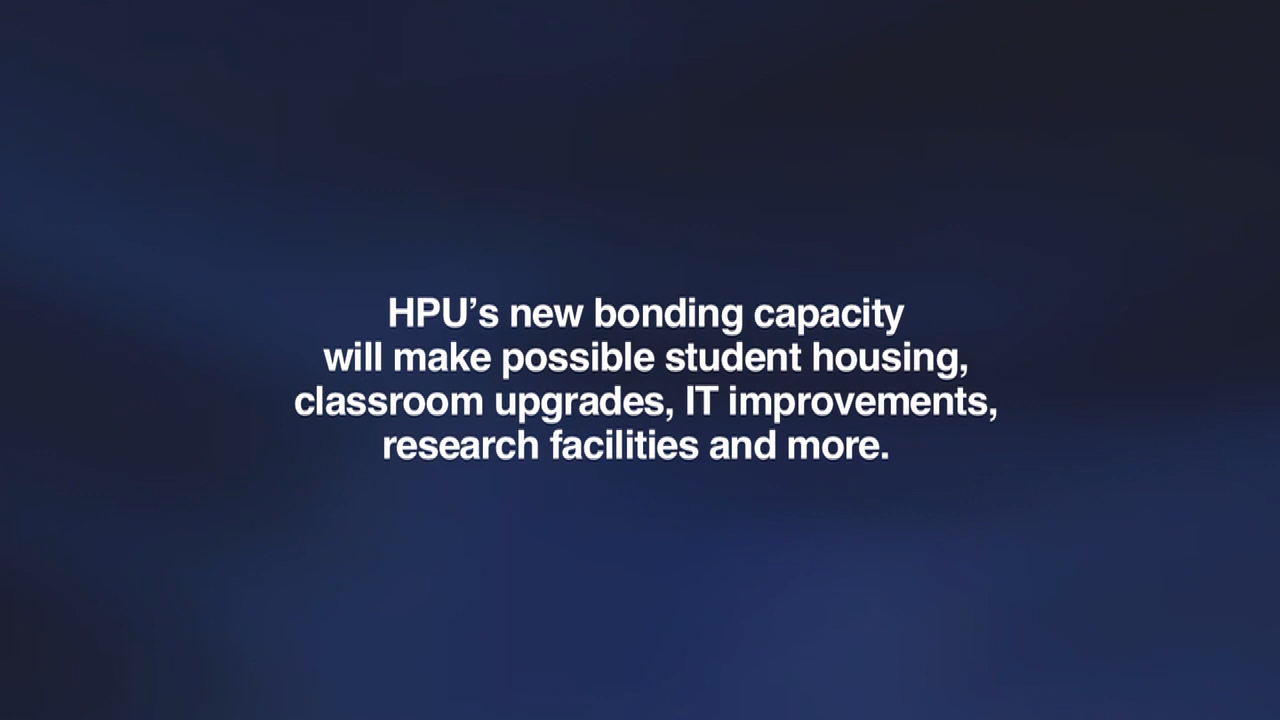 HPU’s new bonding capacity
will make possible student housing,
classroom upgrades, IT improvements,
research facilities and more.